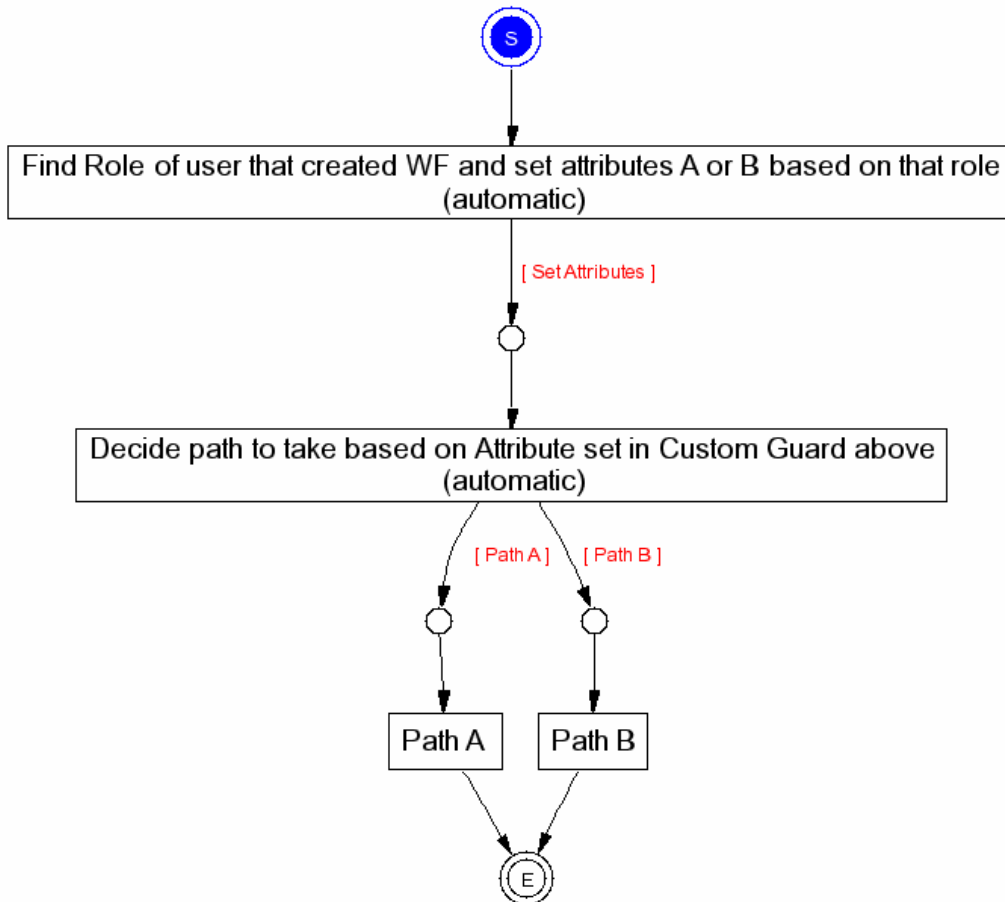 S
Find Role of user that created WF and set attributes A or B based on that role
(automatic)
[ Set Attributes ]
Decide path to take based on Attribute set in Custom Guard above
(automatic)
[ Path A ] [ Path B ]
Path A Path B
E